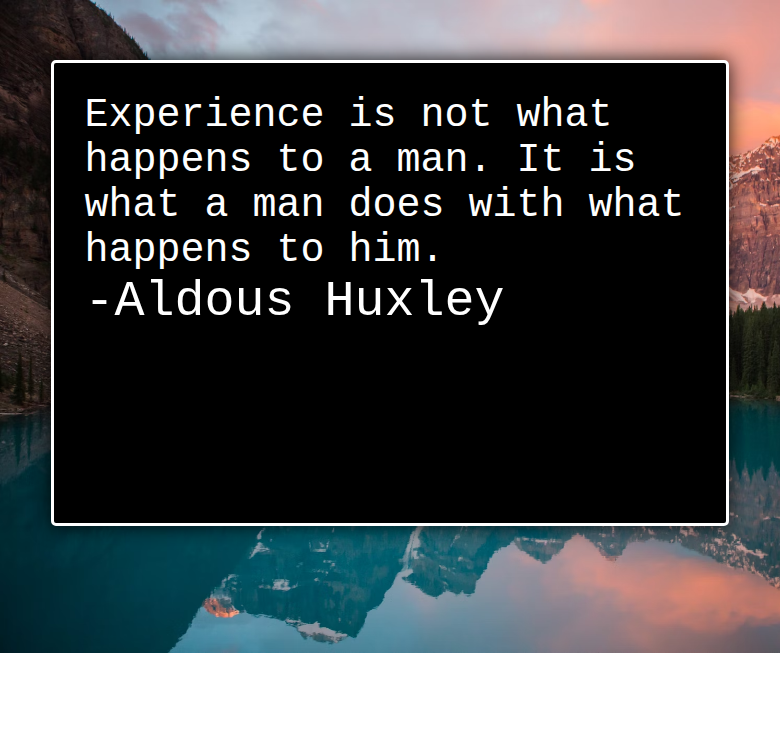 Experience is not what
happens to a man. It is
what a man does with what
happens to him.
-Aldous Huxley